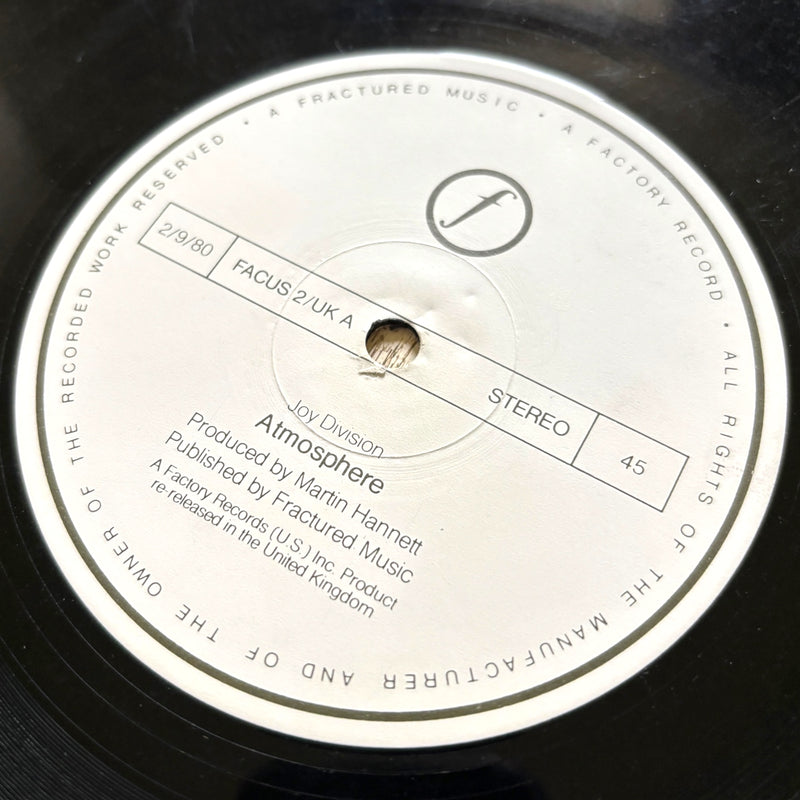 A FRACTURED MUSIC • A FACTORY RECORD • ALL RIGHTS OF THE MANUFACTURER AND OF THE OWNER OF THE RECORDED WORK RESERVED •
f
2/9/80 FACUS 2/UK A STEREO 45
Joy Division
Atmosphere
Produced by Martin Hannett
Published by Fractured Music
A Factory Records (U.S.) Inc. Product
re-released in the United Kingdom